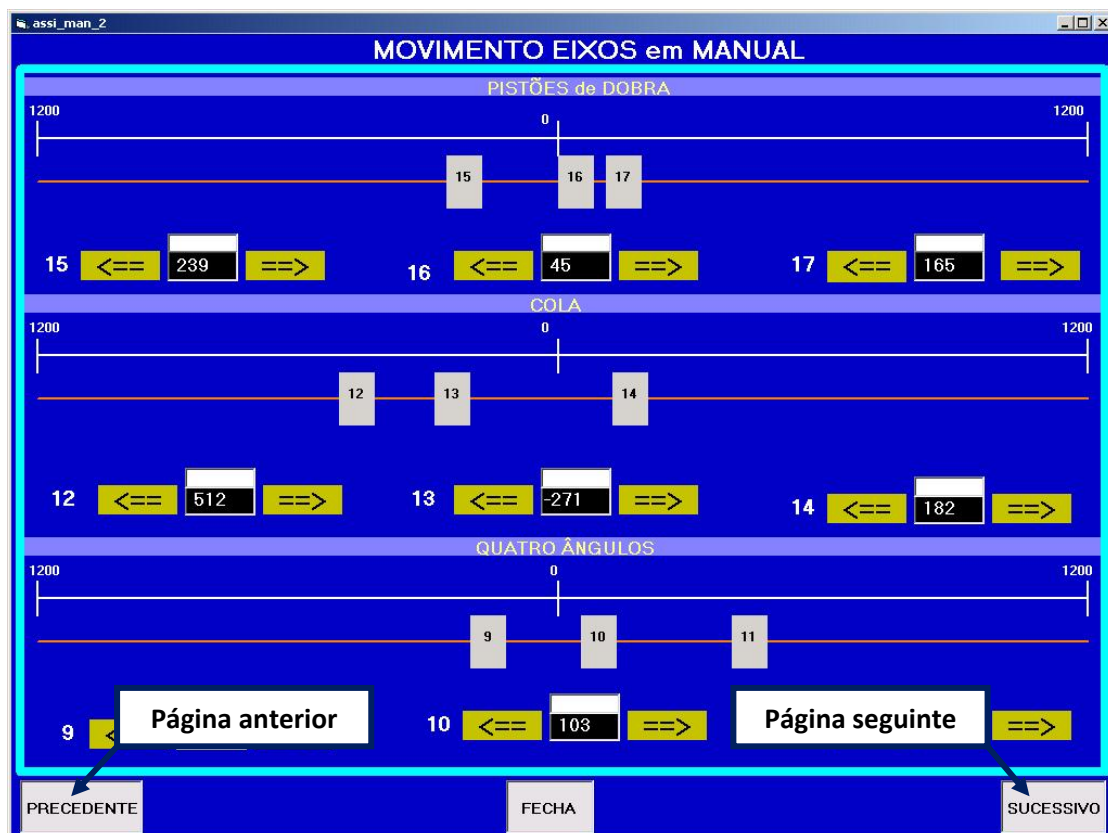 assi_man_2
MOVIMENTO EIXOS em MANUAL
PISTÕES de DOBRA
1200 0 1200
15 16 17
15 <== 239 ==> 16 <== 45 ==> 17 <== 165 ==>
COLA
1200 0 1200
12 13 14
12 <== 512 ==> 13 <== -271 ==> 14 <== 182 ==>
QUATRO ÂNGULOS
1200 0 1200
9 10 11
9 10 <== 103 ==> ==>
Página anterior
Página seguinte
PRECEDENTE FECHA SUCESSIVO